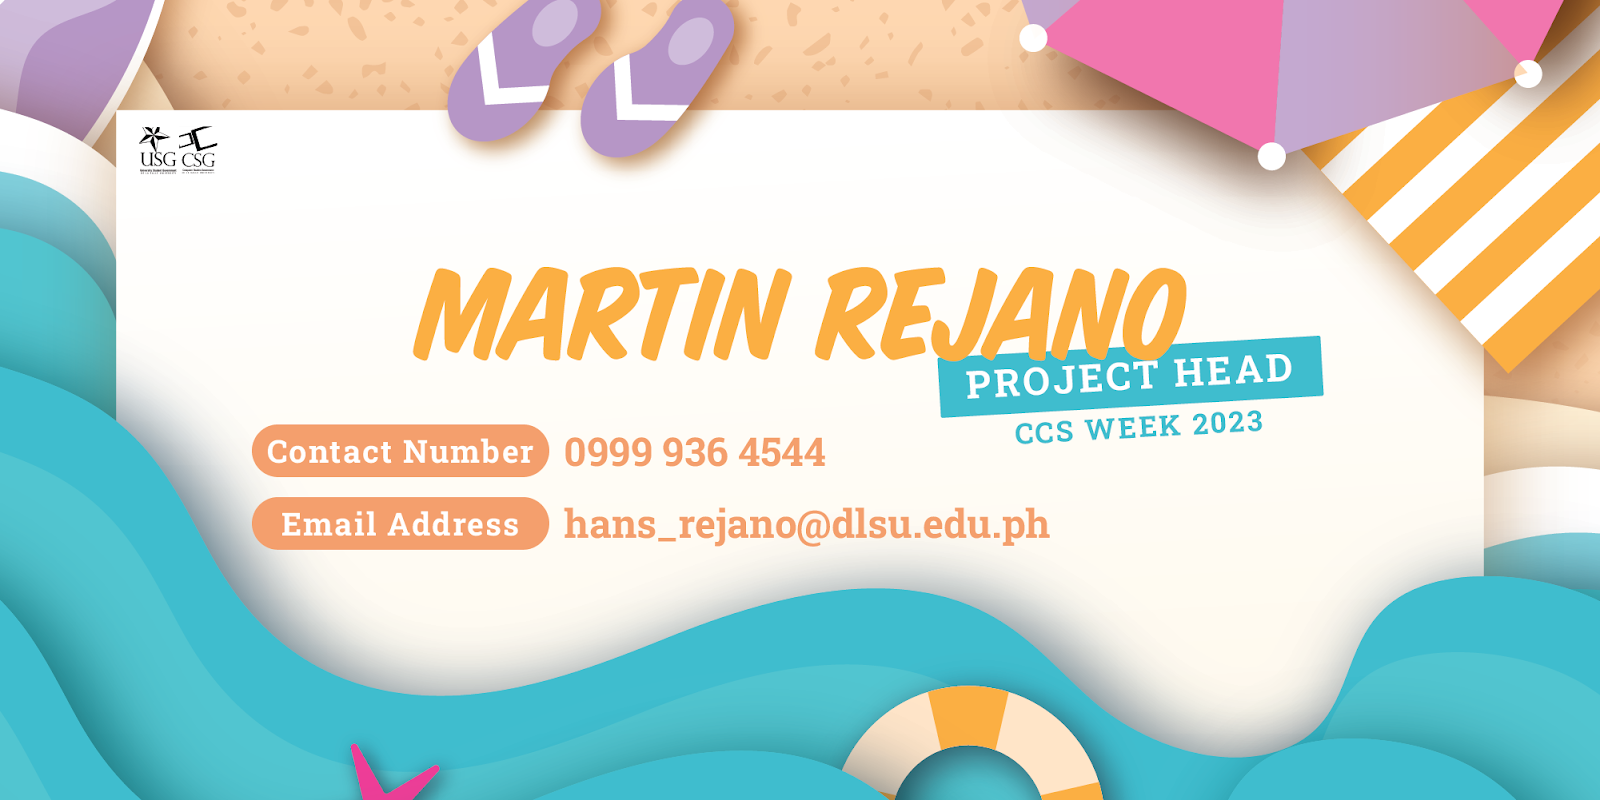 USG CSG
MARTIN REJANO
PROJECT HEAD
CCS WEEK 2023
Contact Number 0999 936 4544
Email Address hans_rejano@dlsu.edu.ph